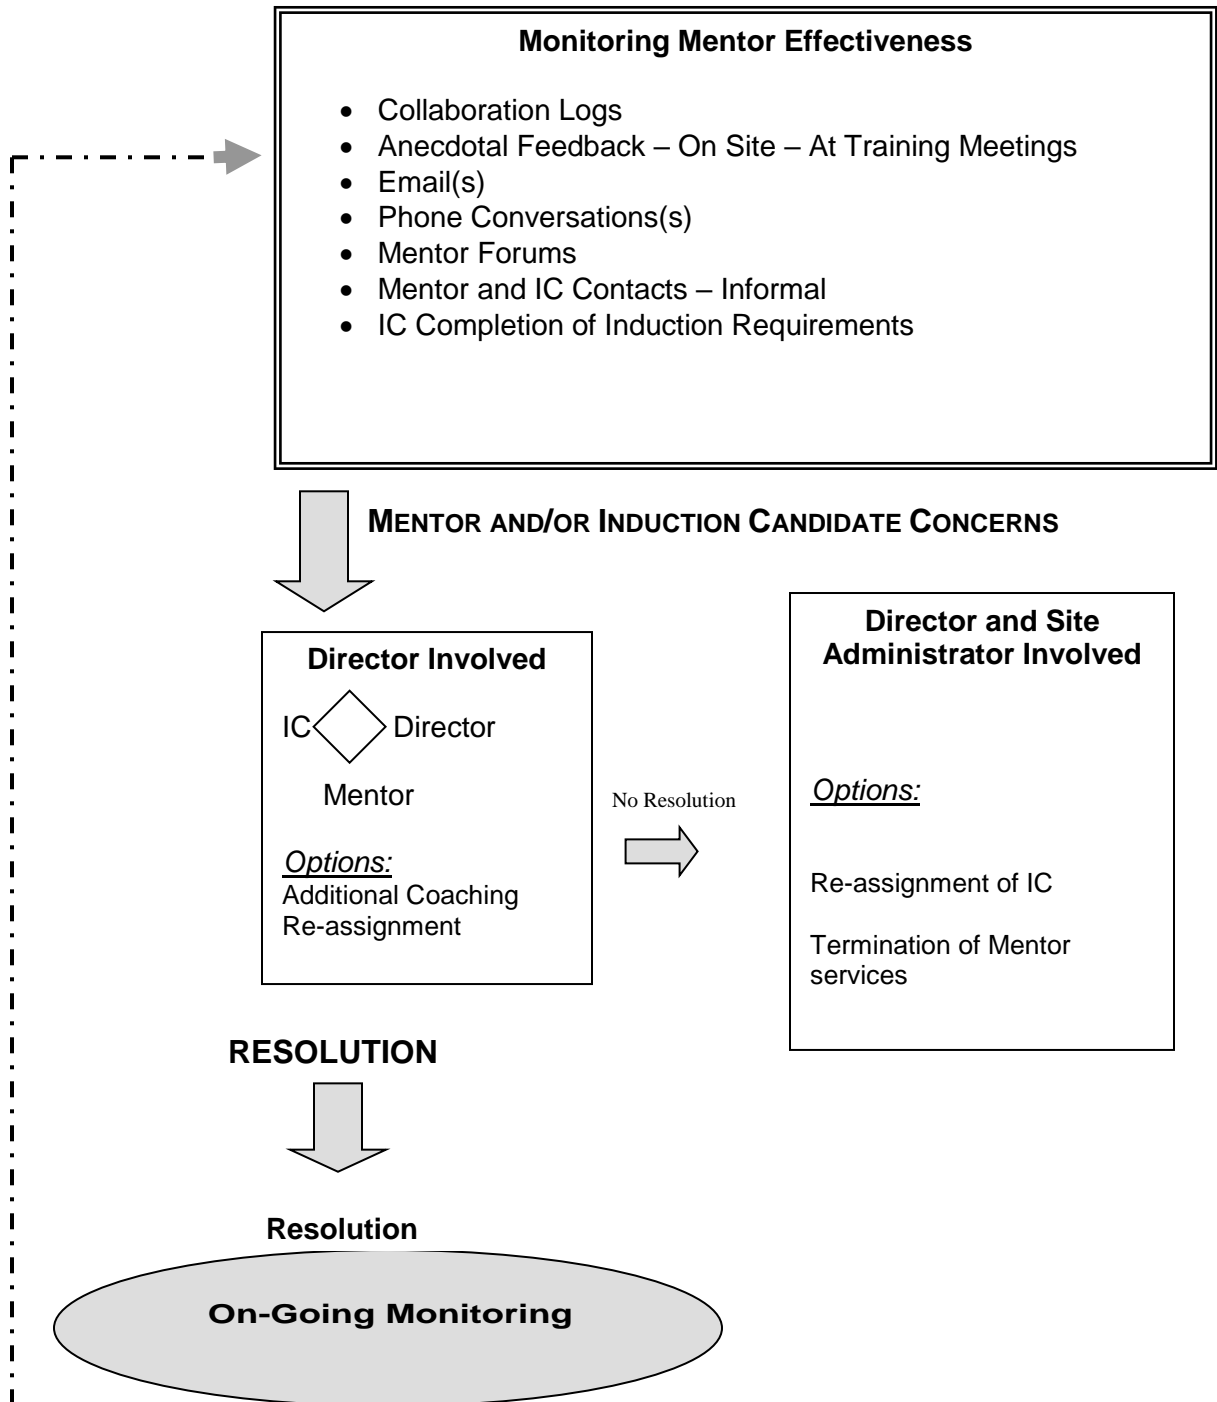 Monitoring Mentor Effectiveness
• Collaboration Logs
• Anecdotal Feedback – On Site – At Training Meetings
• Email(s)
• Phone Conversations(s)
• Mentor Forums
• Mentor and IC Contacts – Informal
• IC Completion of Induction Requirements
MENTOR AND/OR INDUCTION CANDIDATE CONCERNS
Director Involved
IC Director
Mentor
Options:
Additional Coaching
Re-assignment
No Resolution
Director and Site
Administrator Involved
Options:
Re-assignment of IC
Termination of Mentor
services
RESOLUTION
Resolution
On-Going Monitoring